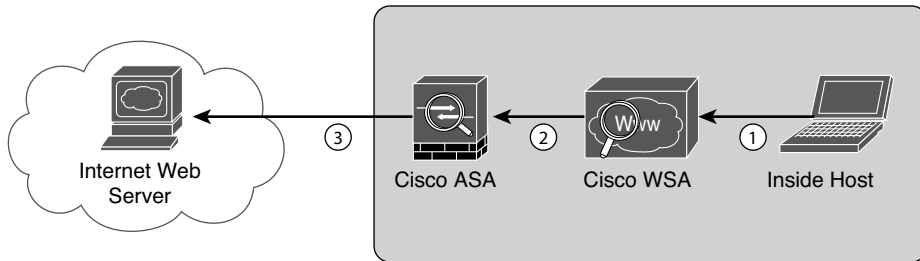 Internet Web
Server
3
Cisco ASA
2
Www
Cisco WSA
1
Inside Host